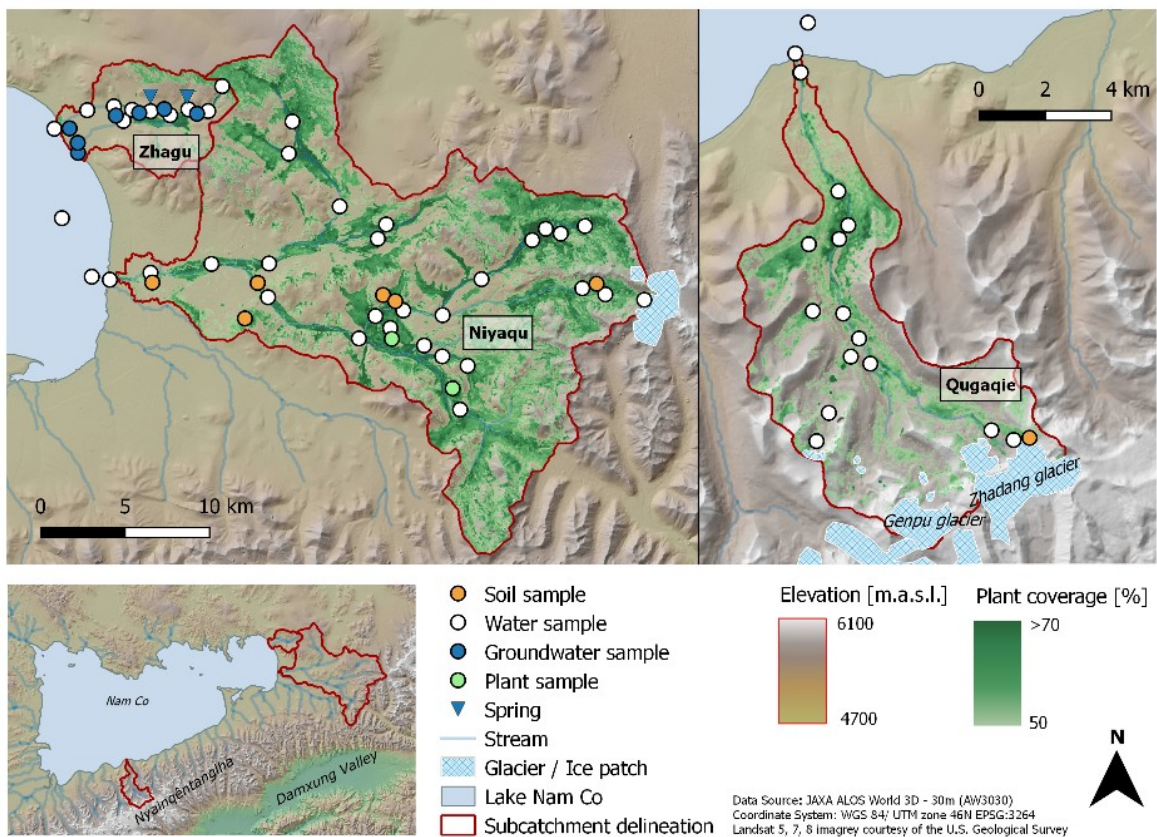 Zhagu
Niyaqu
0 10 km
0 2 4 km
Qugaqie
Zhadang glacier
Genpu glacier
Nam Co
Nyainqêntanglha
Damxung Valley
Soil sample
Water sample
Groundwater sample
Plant sample
Spring
Stream
Glacier / Ice patch
Lake Nam Co
Subcatchment delineation
Elevation [m.a.s.l.]
6100
4700
Plant coverage [%]
>70
50
N
Data Source: JAXA ALOS World 3D - 30m (AW3030)
Coordinate System: WGS 84/ UTM zone 46N EPSG:3264
Landsat 5, 7, 8 imagrey courtesy of the U.S. Geological Survey